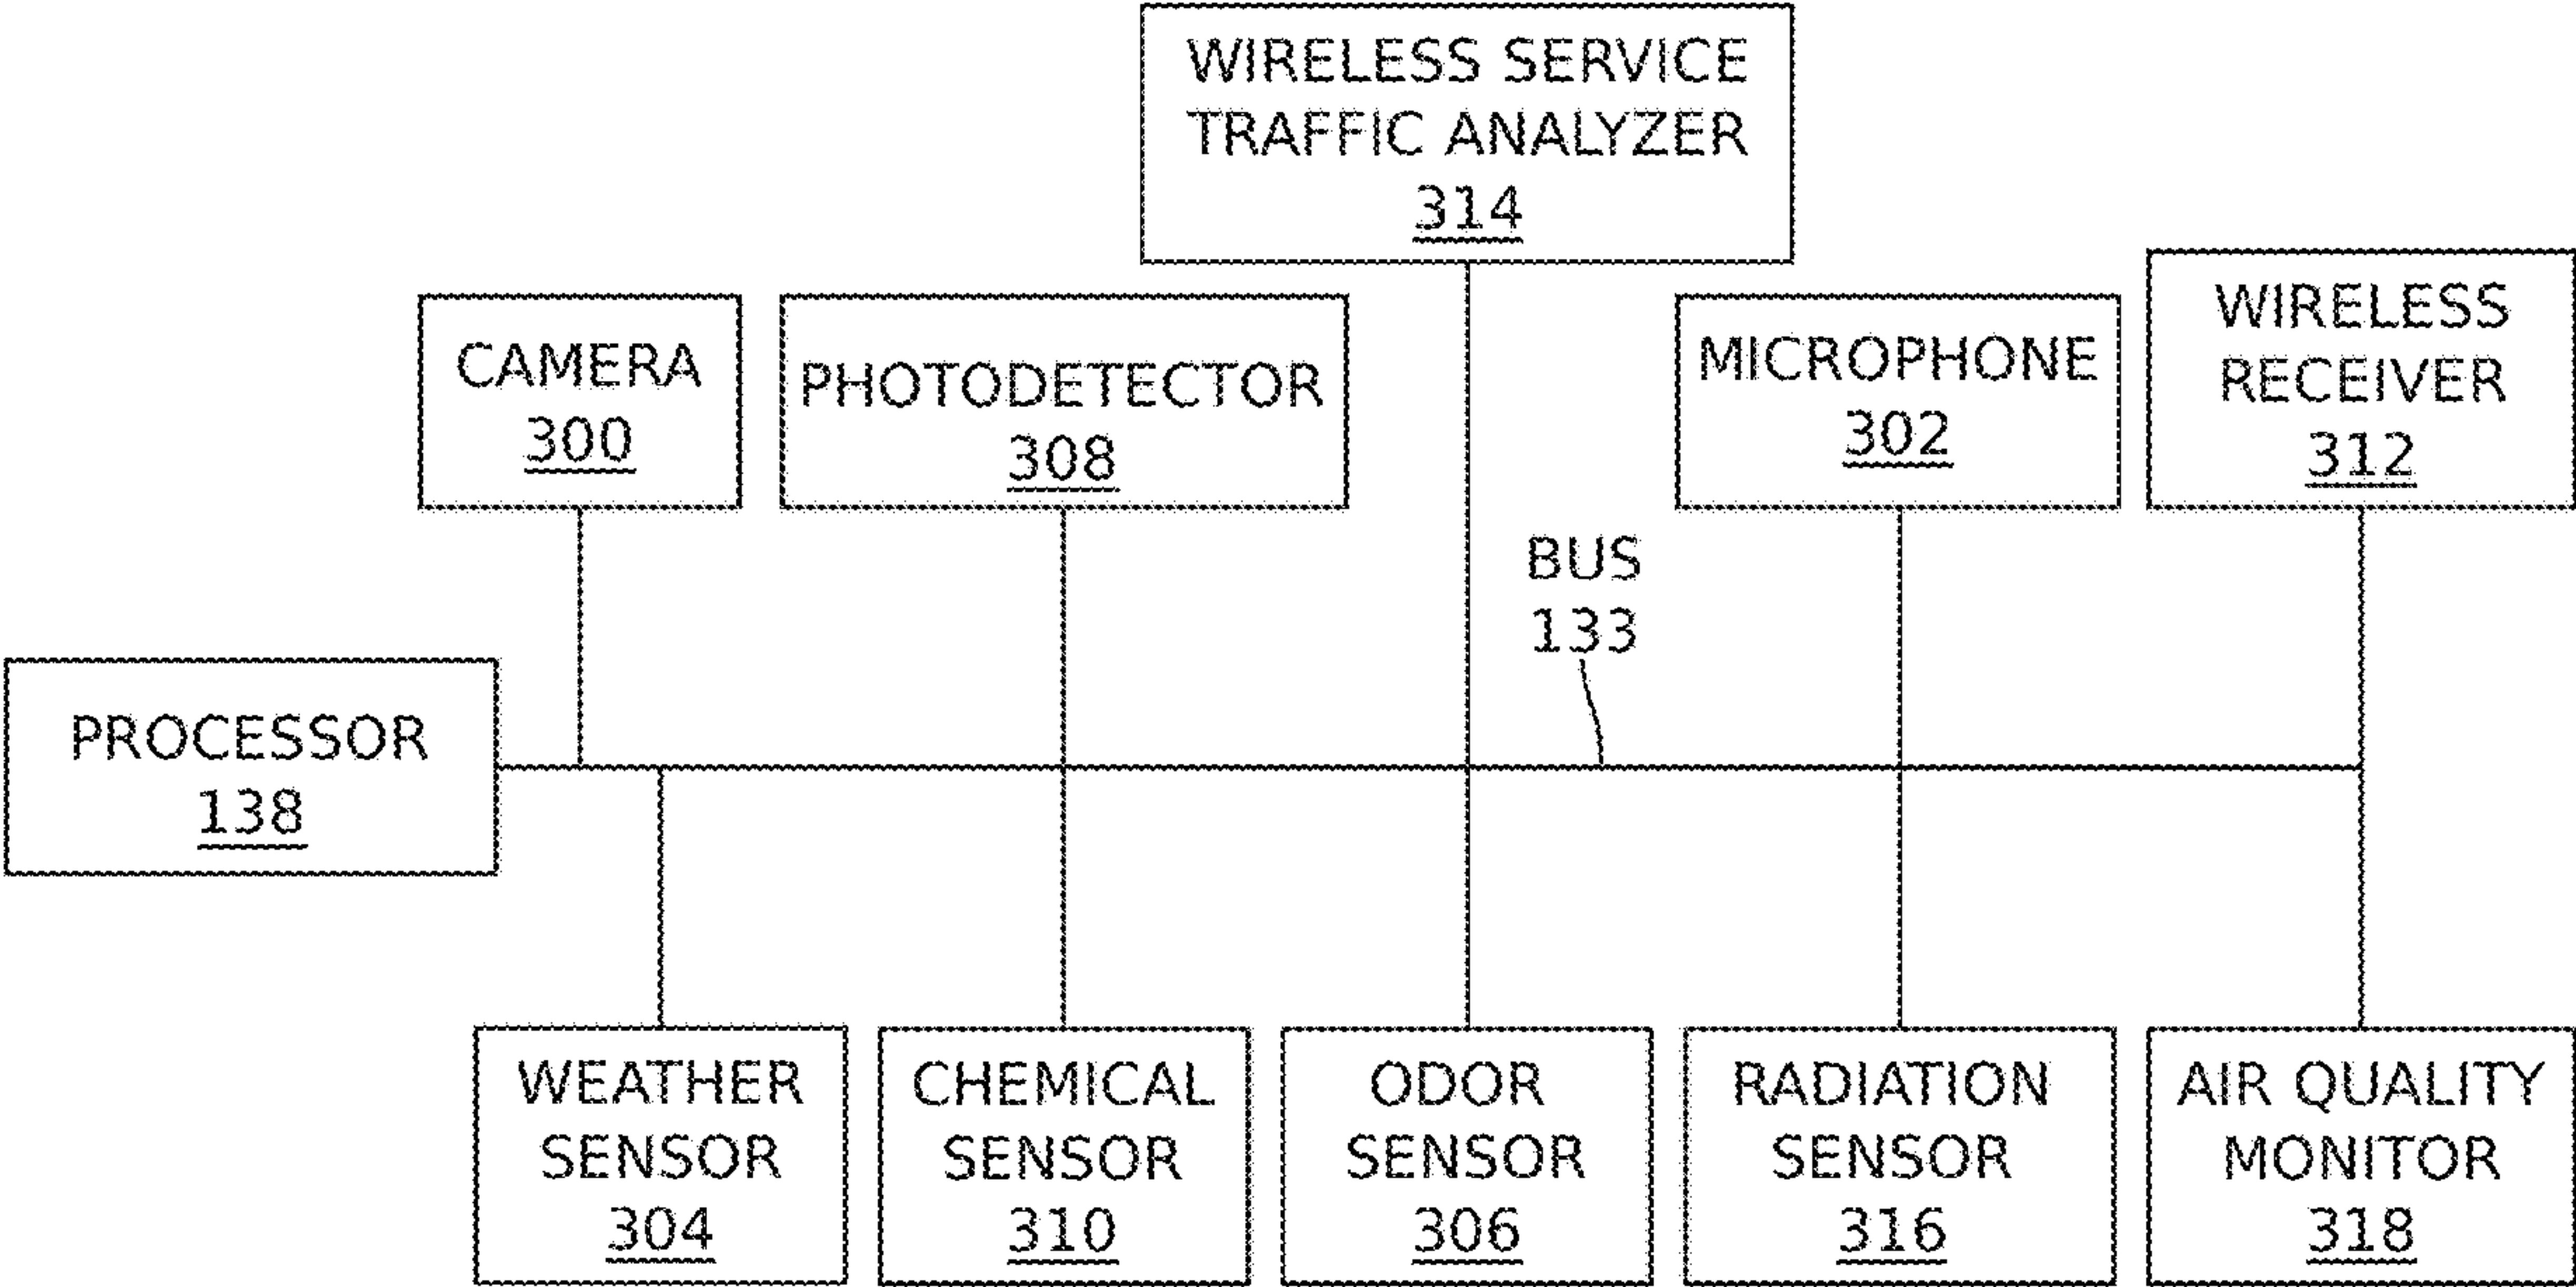 WIRELESS SERVICE
TRAFFIC ANALYZER
314
CAMERA
300
PHOTODETECTOR
308
MICROPHONE
302
WIRELESS
RECEIVER
312
BUS
133
PROCESSOR
138
WEATHER
SENSOR
304
CHEMICAL
SENSOR
310
ODOR
SENSOR
306
RADIATION
SENSOR
316
AIR QUALITY
MONITOR
318